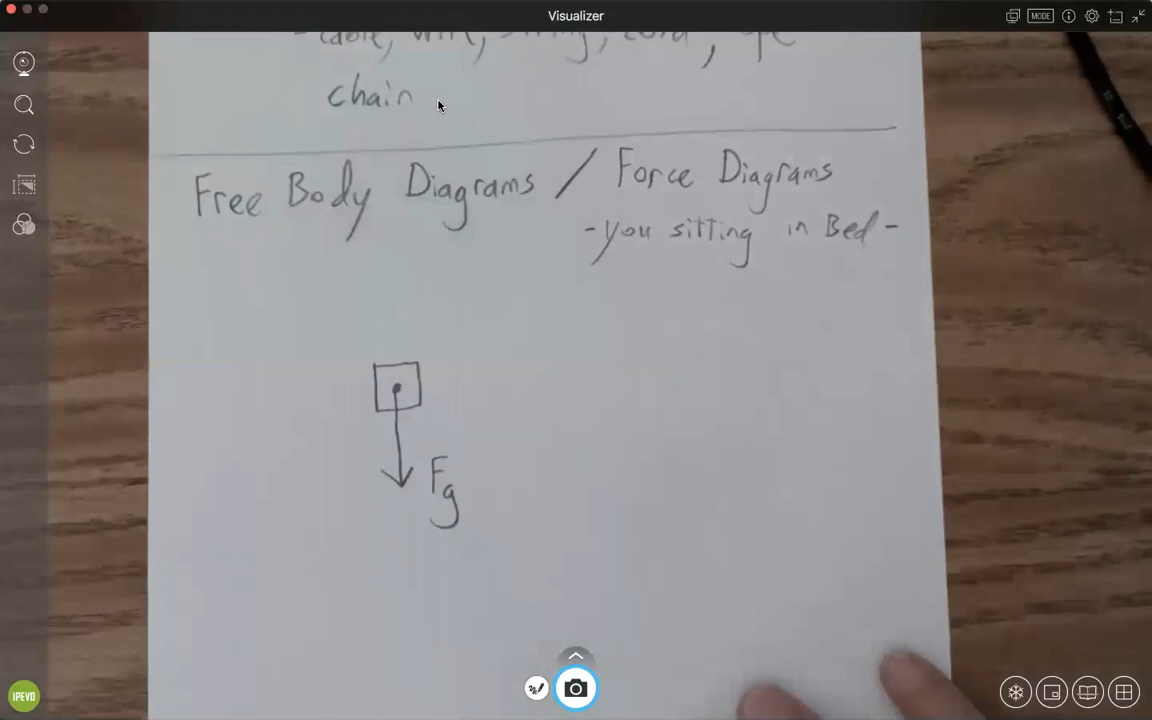 Visualizer
MODE
chain
Free Body Diagrams / Force Diagrams
-you sitting in Bed-
Fg
IPEVO